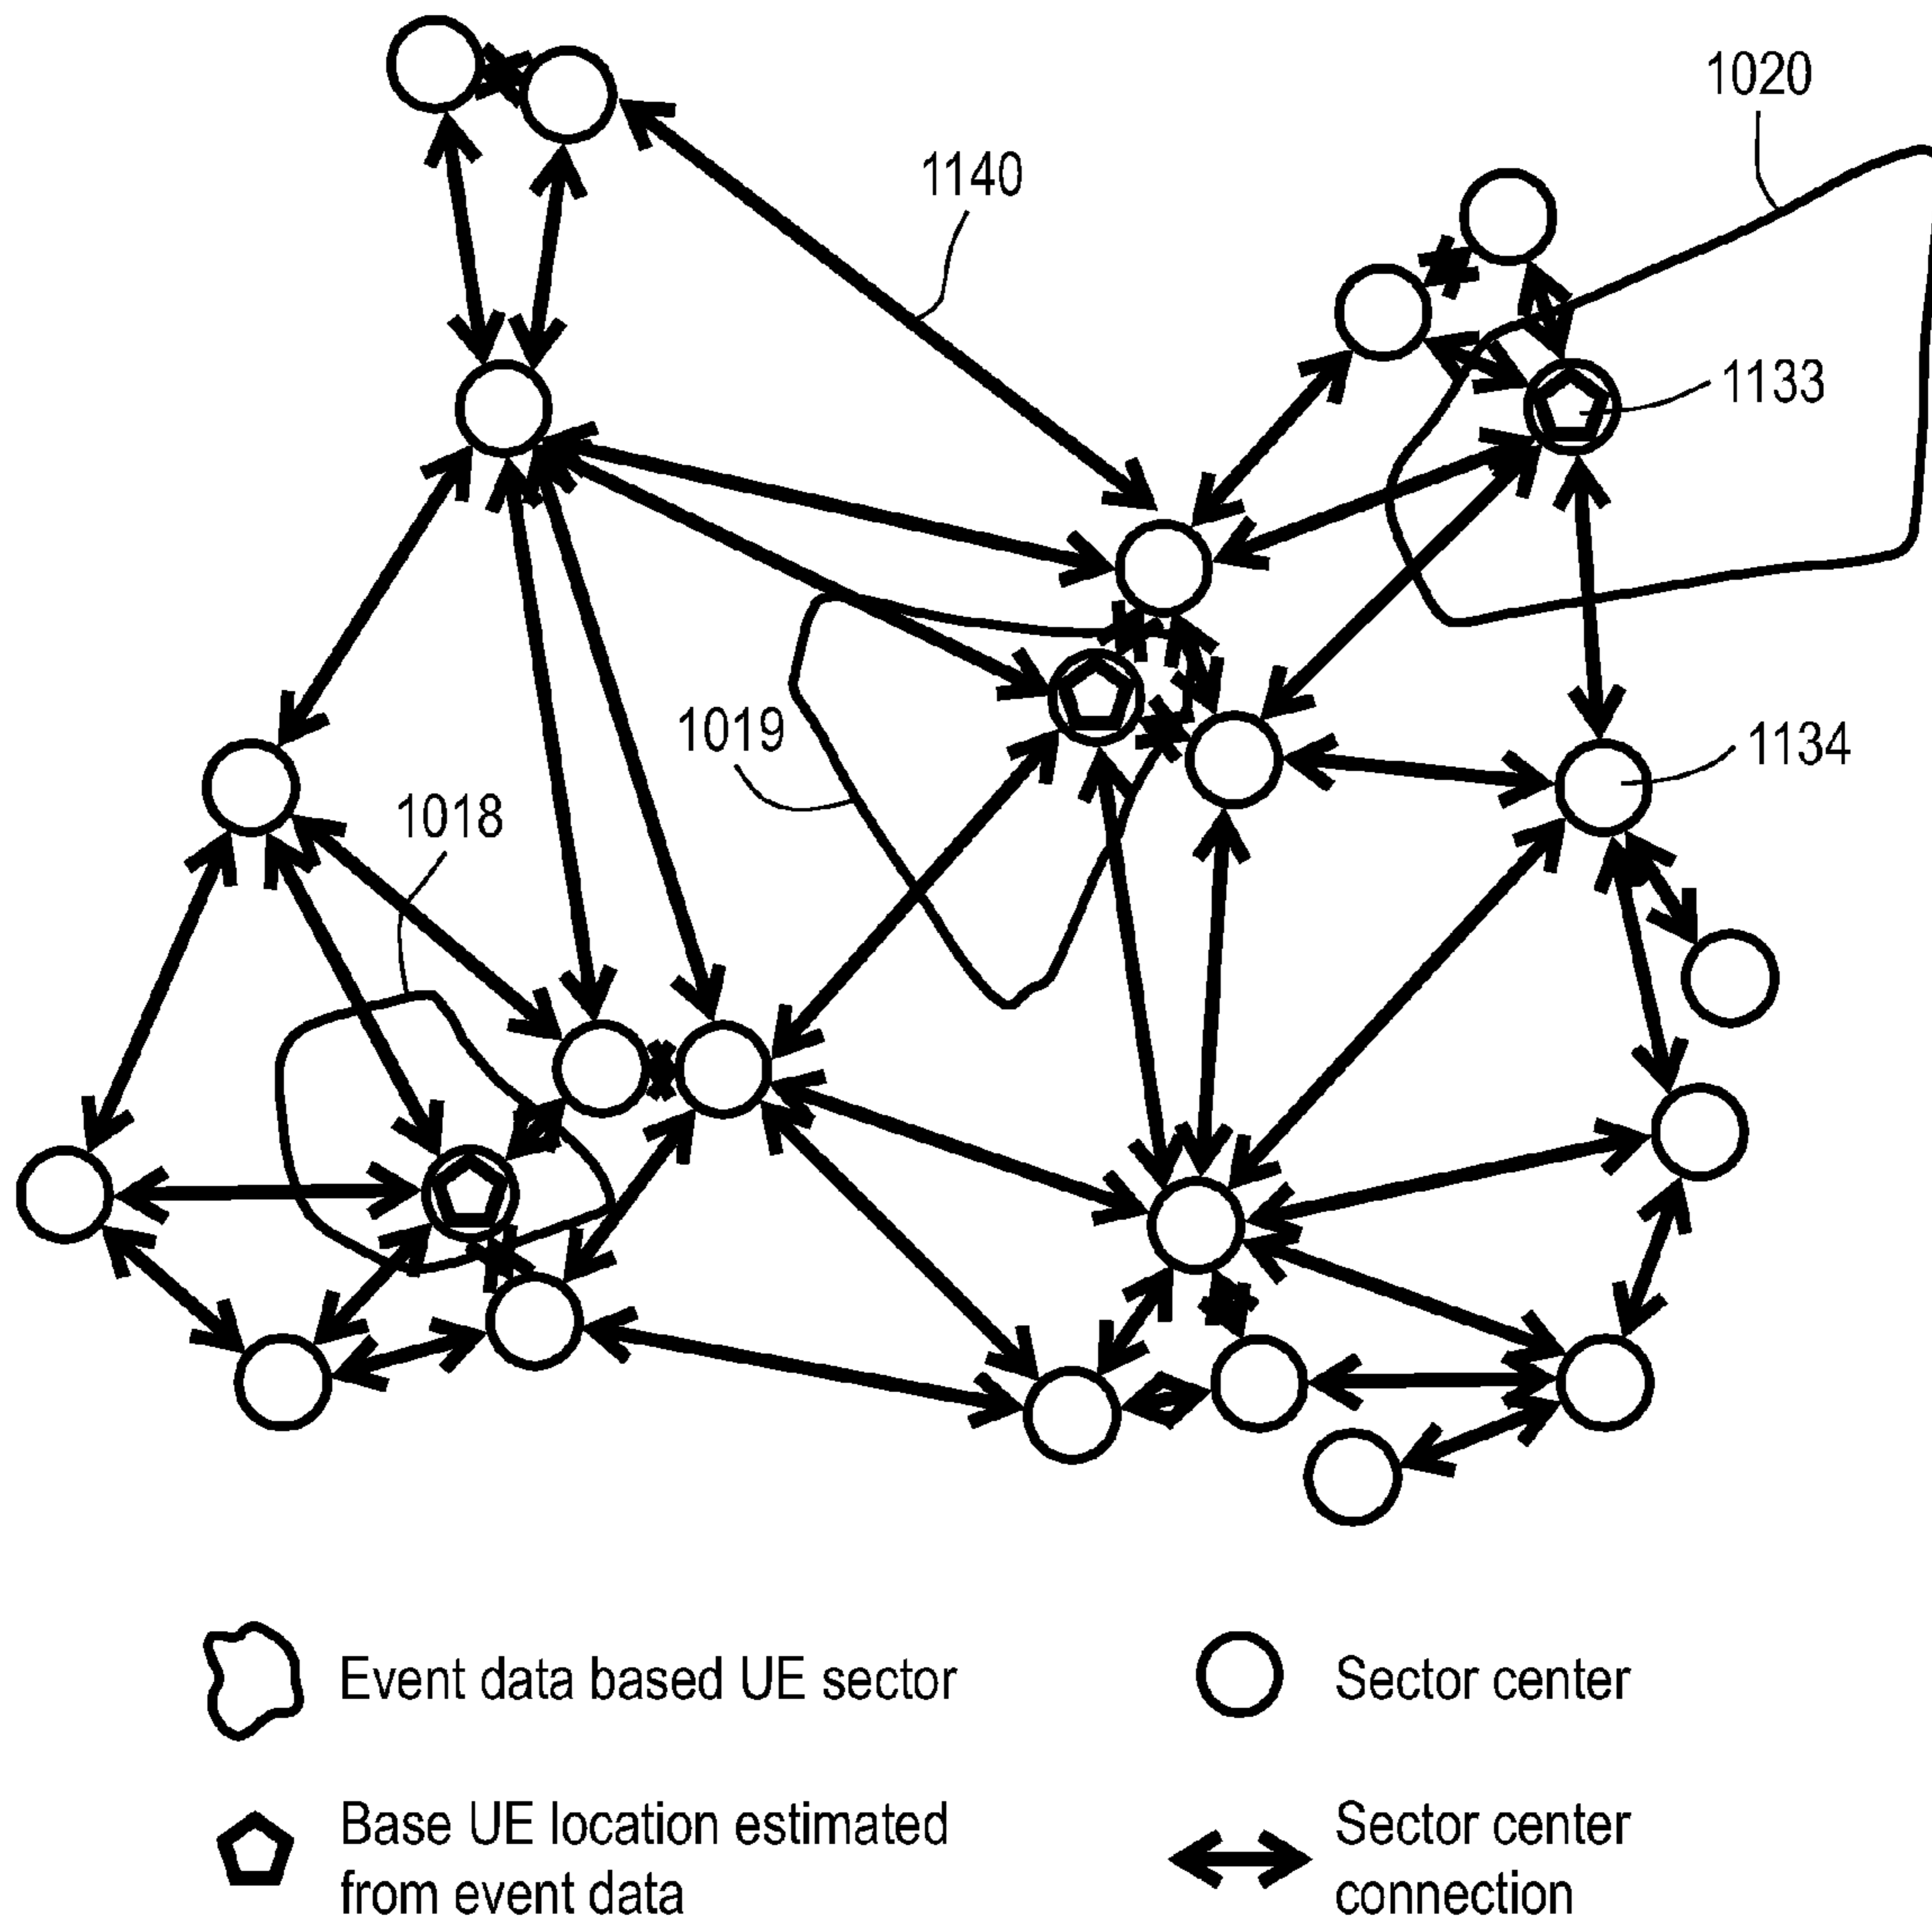 1020
1140
1133
1019
1134
1018
Event data based UE sector
Sector center
Base UE location estimated
from event data
Sector center
connection